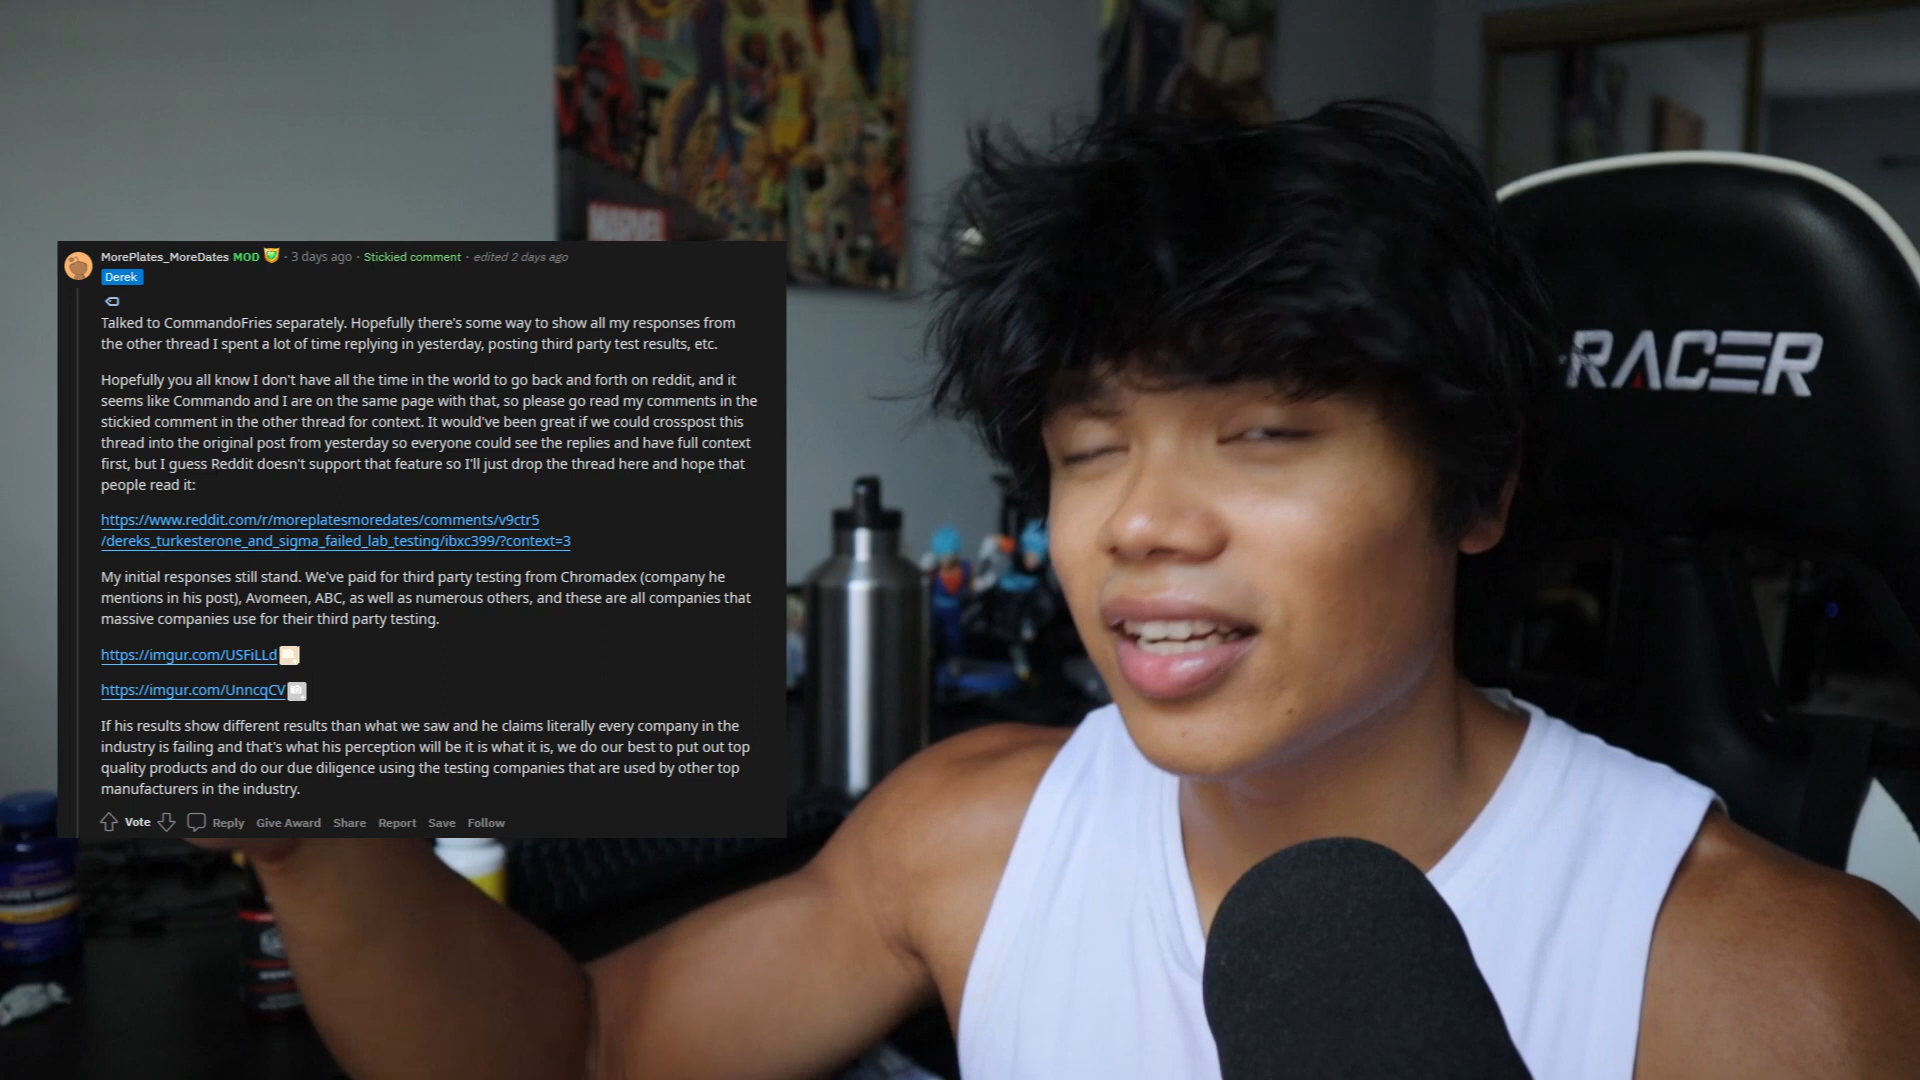 MARVEL
RACER
MorePlates_MoreDates MOD · 3 days ago · Stickied comment · edited 2 days ago
Derek
Talked to CommandoFries separately. Hopefully there's some way to show all my responses from
the other thread I spent a lot of time replying in yesterday, posting third party test results, etc.
Hopefully you all know I don't have all the time in the world to go back and forth on reddit, and it
seems like Commando and I are on the same page with that, so please go read my comments in the
stickied comment in the other thread for context. It would've been great if we could crosspost this
thread into the original post from yesterday so everyone could see the replies and have full context
first, but I guess Reddit doesn't support that feature so I'll just drop the thread here and hope that
people read it:
https://www.reddit.com/r/moreplatesmoredates/comments/v9ctr5
/dereks_turkesterone_and_sigma_failed_lab_testing/ibxc399/?context=3
My initial responses still stand. We've paid for third party testing from Chromadex (company he
mentions in his post), Avomeen, ABC, as well as numerous others, and these are all companies that
massive companies use for their third party testing.
https://imgur.com/USFiLLd
https://imgur.com/UnncqCV
If his results show different results than what we saw and he claims literally every company in the
industry is failing and that's what his perception will be it is what it is, we do our best to put out top
quality products and do our due diligence using the testing companies that are used by other top
manufacturers in the industry.
Vote Reply Give Award Share Report Save Follow